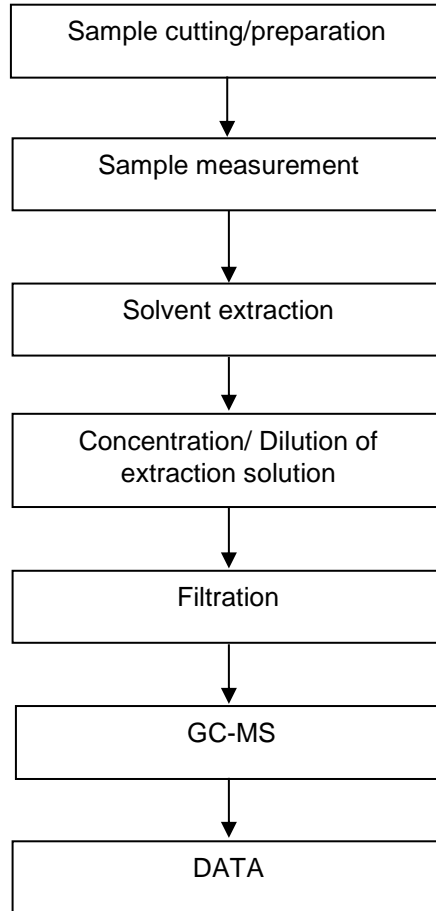 Sample cutting/preparation
Sample measurement
Solvent extraction
Concentration/ Dilution of
extraction solution
Filtration
GC-MS
DATA